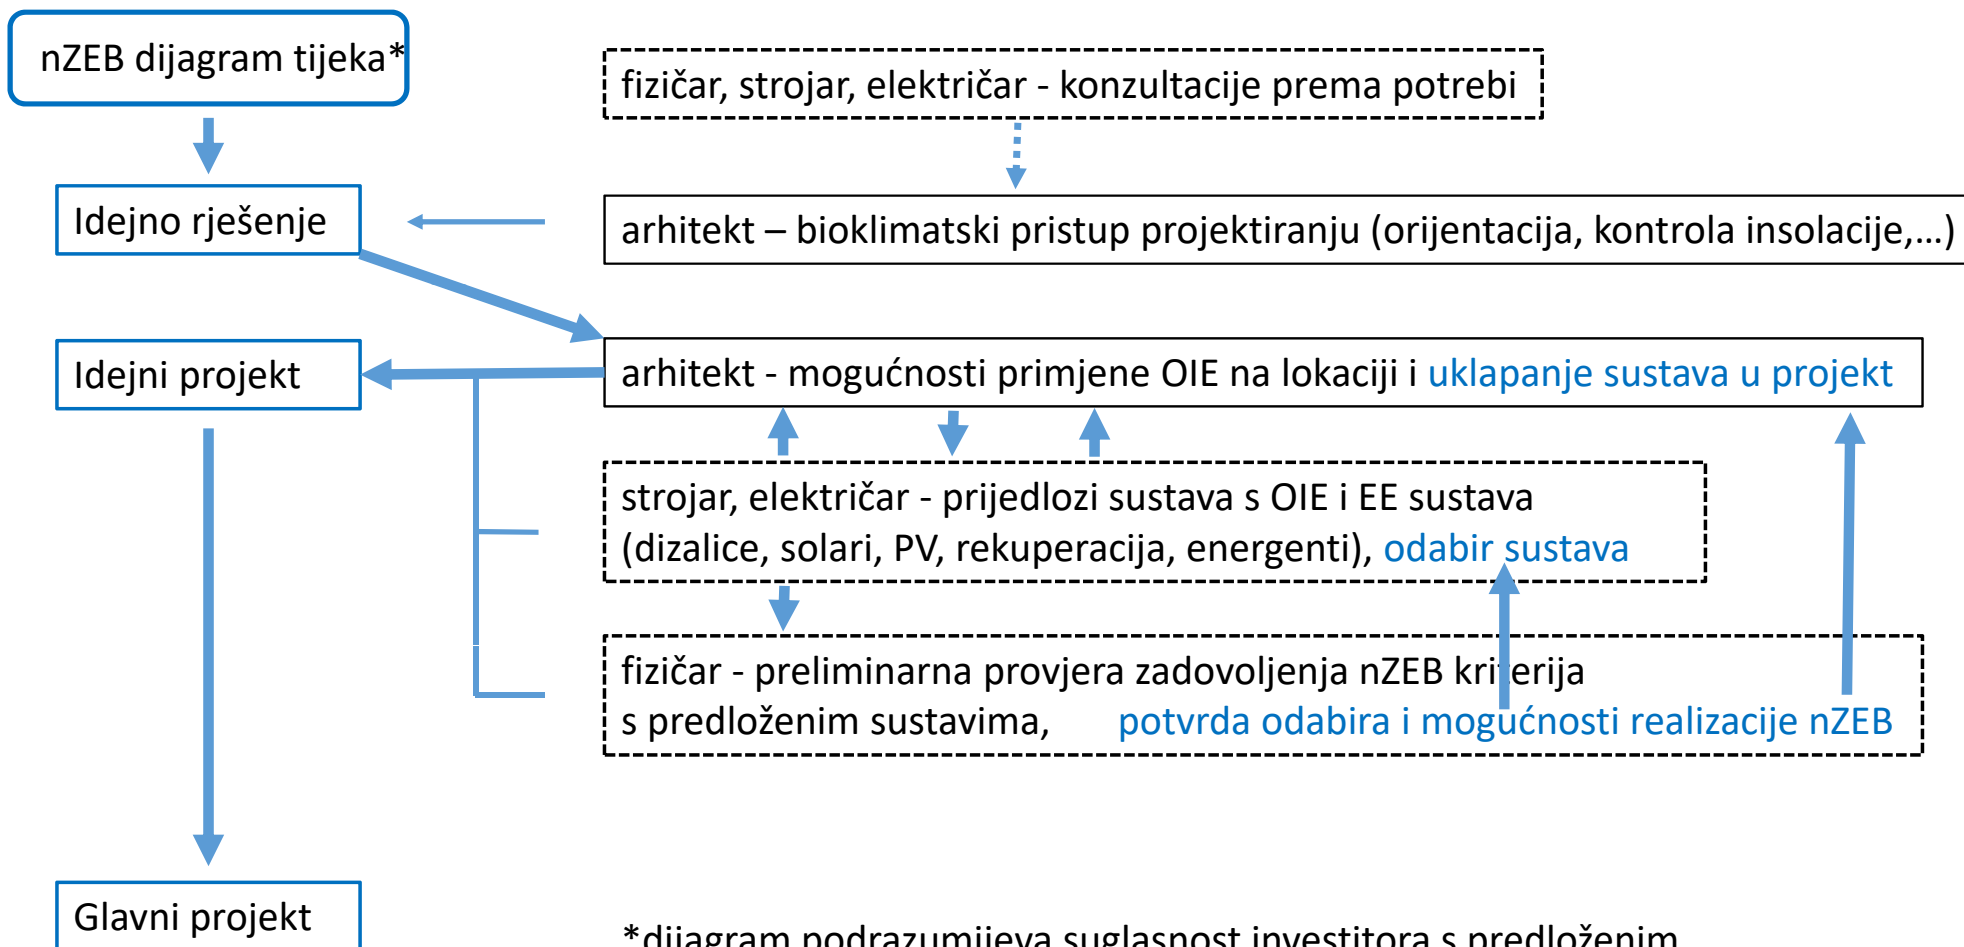 nZEB dijagram tijeka*
fizičar, strojar, električar - konzultacije prema potrebi
Idejno rješenje
arhitekt – bioklimatski pristup projektiranju (orijentacija, kontrola insolacije,...)
Idejni projekt
arhitekt - mogućnosti primjene OIE na lokaciji i uklapanje sustava u projekt
strojar, električar - prijedlozi sustava s OIE i EE sustava
(dizalice, solari, PV, rekuperacija, energenti), odabir sustava
fizičar - preliminarna provjera zadovoljenja nZEB kriterija
s predloženim sustavima, potvrda odabira i mogućnosti realizacije nZEB
Glavni projekt
*dijagram podrazumijeva suglasnost investitora s predloženim